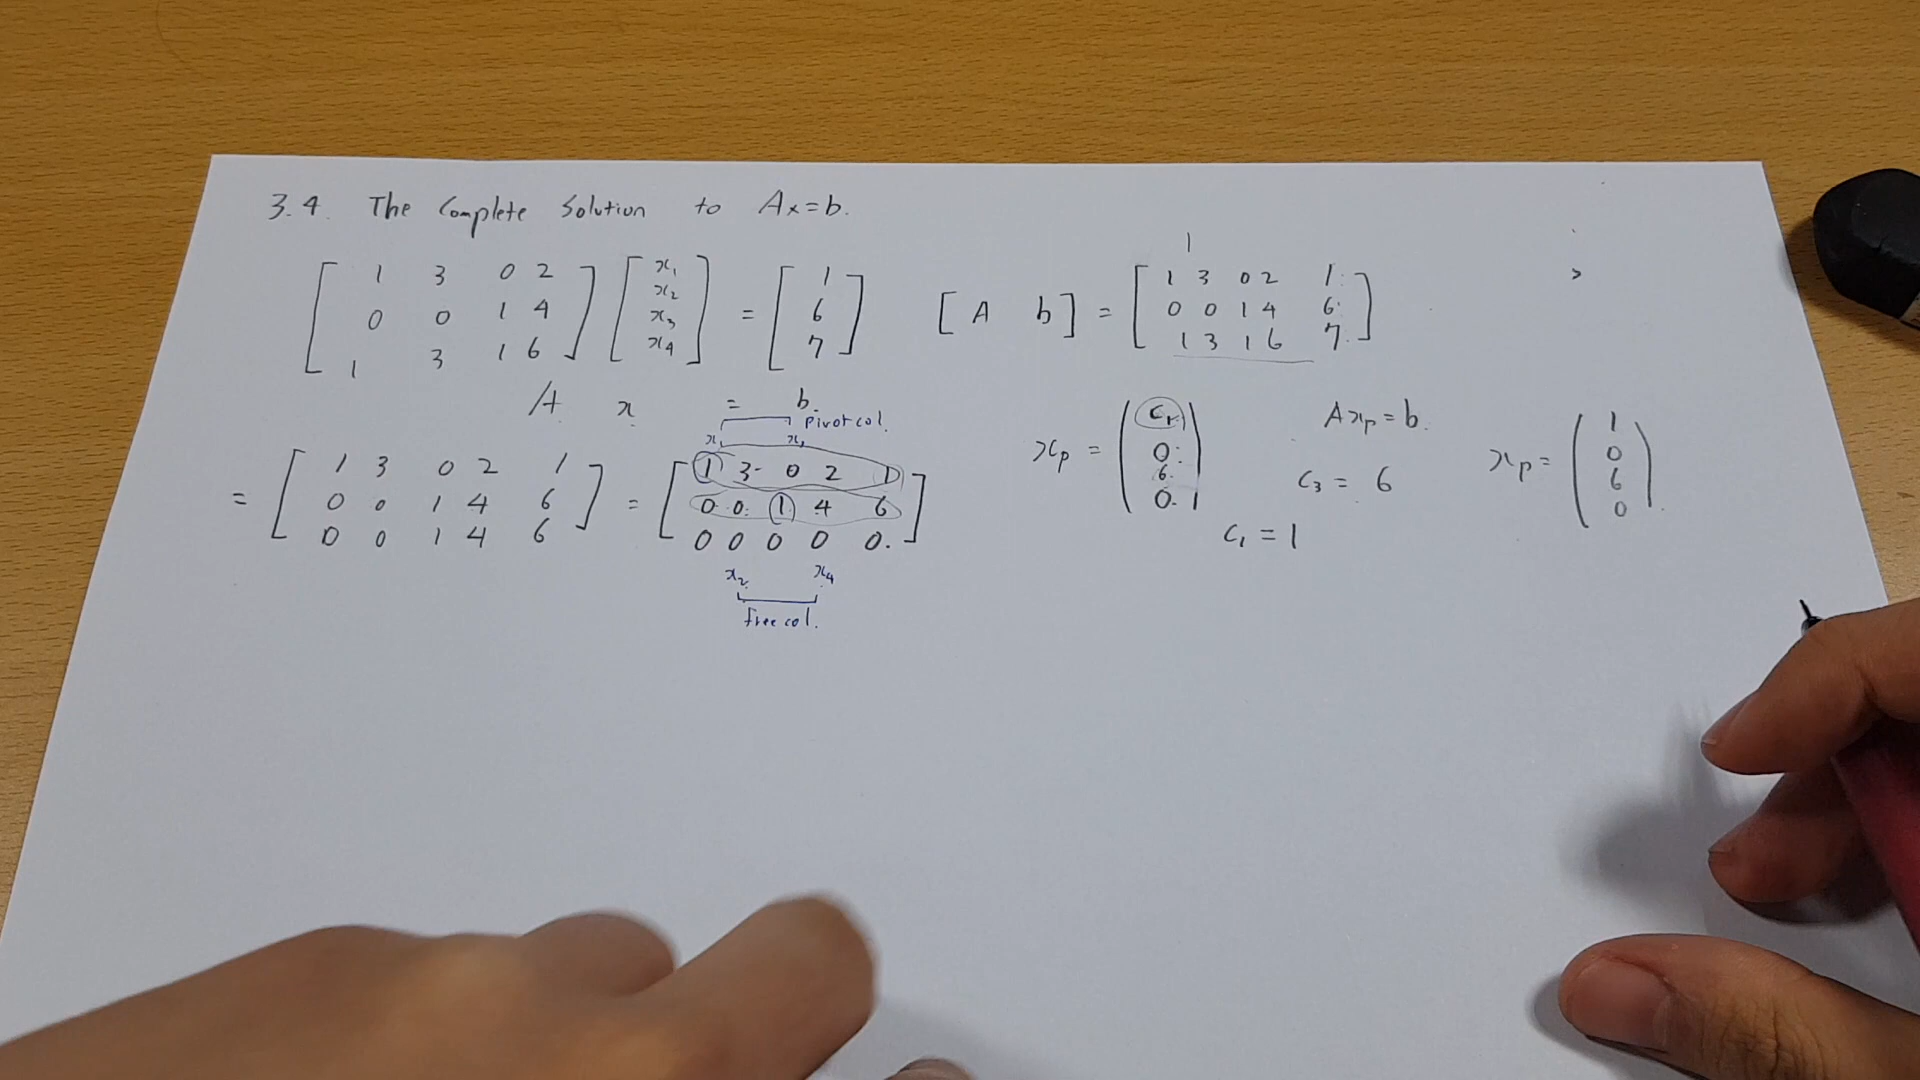 3.4. The Complete Solution to Ax=b.
[ 1 3 0 2 ] [ x₁ ] = [ 1 ]
[ 0 0 1 4 ] [ x₂ ] [ 6 ]
[ 1 3 1 6 ] [ x₃ ] [ 7 ]
[ x₄ ]
A x = b.
1
[ A b ] = [ 1 3 0 2 1 ]
[ 0 0 1 4 6 ]
[ 1 3 1 6 7 ]
= [ 1 3 0 2 1 ]
[ 0 0 1 4 6 ]
[ 0 0 1 4 6 ]
pivot col.
x₁ x₃
= [ 1 3 0 2 1 ]
[ 0 0 1 4 6 ]
[ 0 0 0 0 0 ]
x₂ x₄
free col.
xp = ( c₁ )
( 0 )
( 6 )
( 0 )
Axp = b.
c₃ = 6
c₁ = 1
xp = ( 1 )
( 0 )
( 6 )
( 0 )